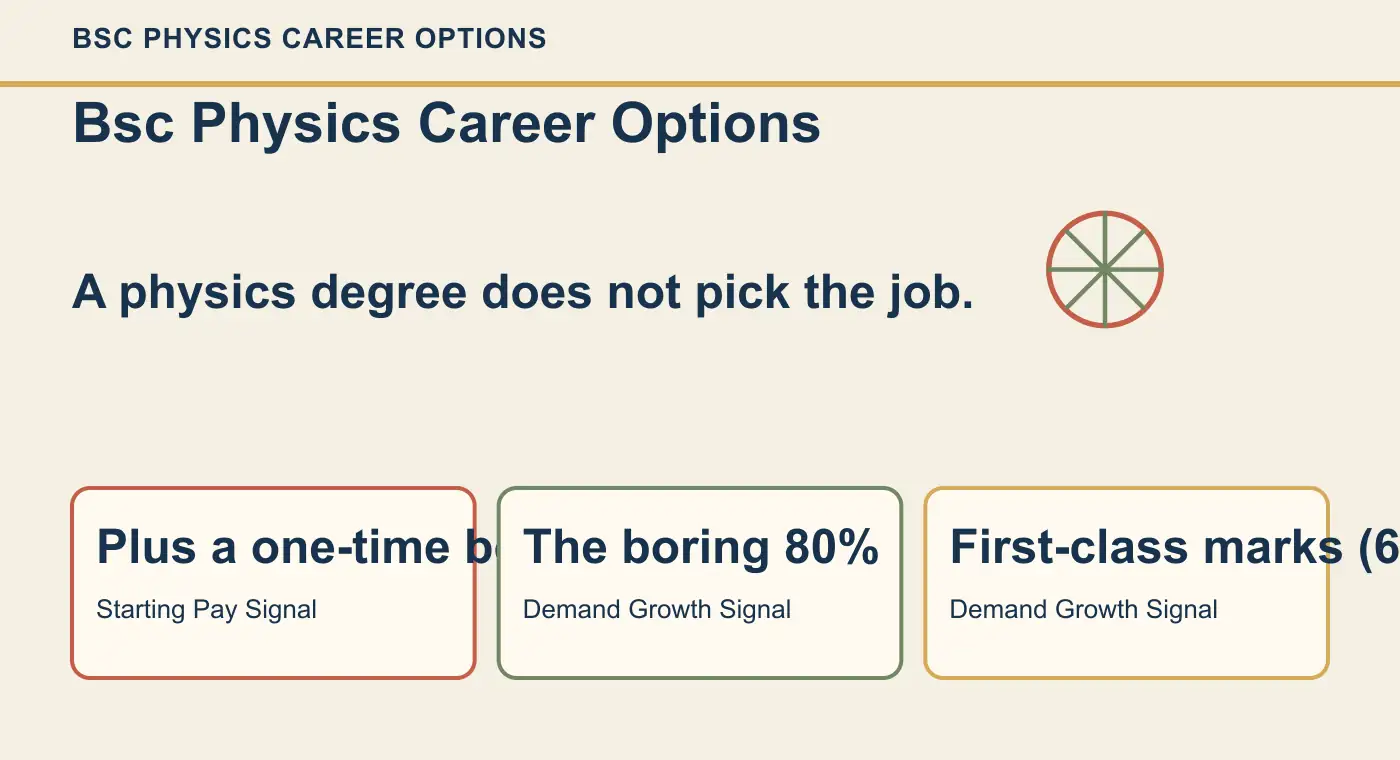 BSC PHYSICS CAREER OPTIONS
Bsc Physics Career Options
A physics degree does not pick the job.
Plus a one-time
The boring 80%
First-class marks (6
Starting Pay Signal
Demand Growth Signal
Demand Growth Signal